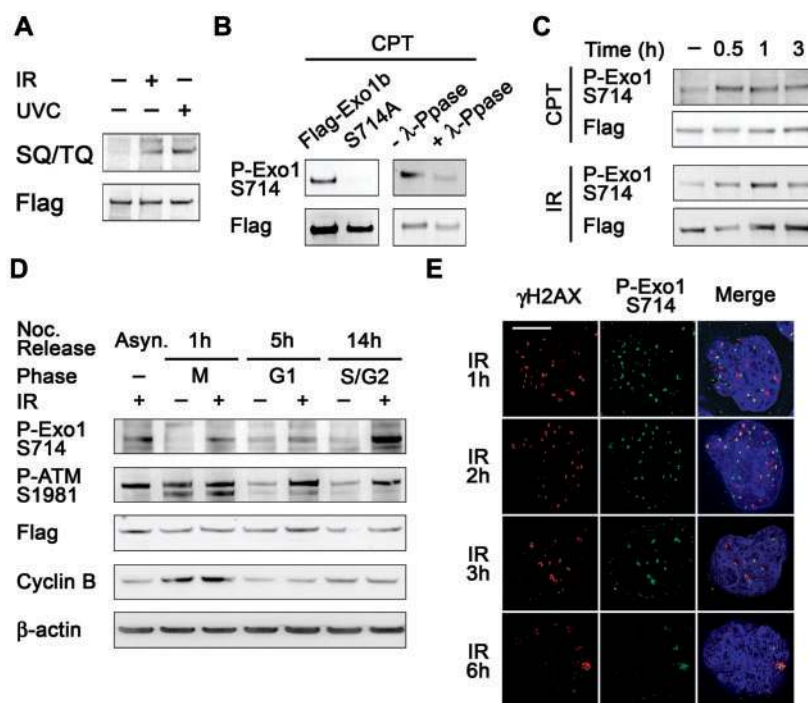 A
IR – + –
UVC – – +
SQ/TQ
Flag
B
CPT
Flag-Exo1b
S714A
- λ-Ppase
+ λ-Ppase
P-Exo1
S714
Flag
C
Time (h) – 0.5 1 3
CPT
P-Exo1
S714
Flag
IR
P-Exo1
S714
Flag
D
Noc.
Release
Asyn. 1h 5h 14h
Phase – M G1 S/G2
IR + – + – + – +
P-Exo1
S714
P-ATM
S1981
Flag
Cyclin B
β-actin
E
γH2AX
P-Exo1
S714
Merge
IR
1h
IR
2h
IR
3h
IR
6h